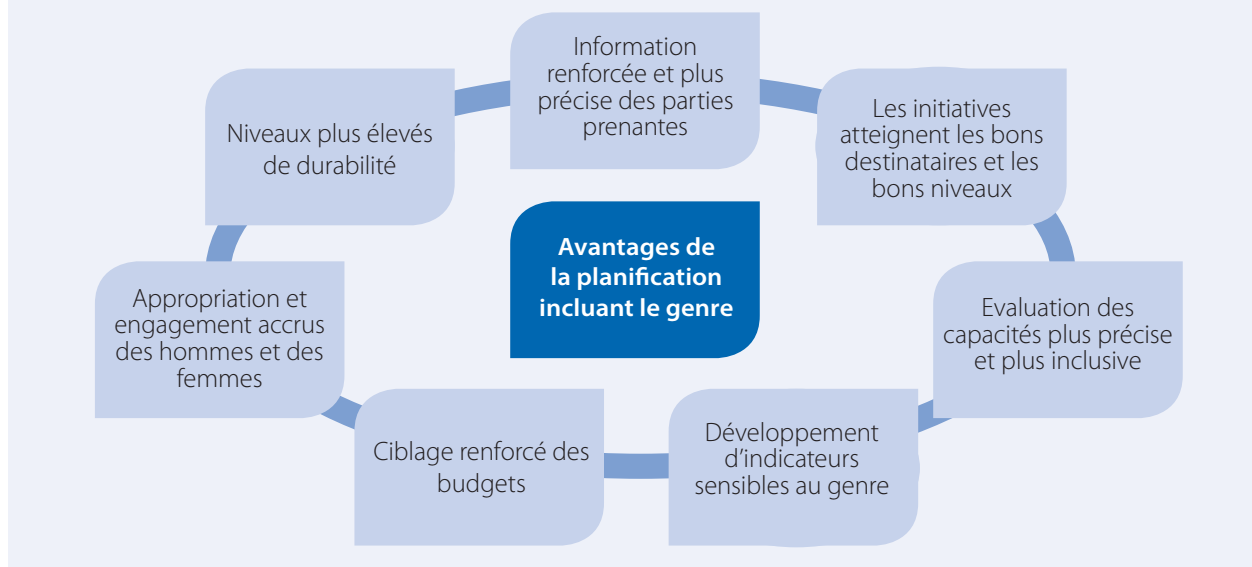 Information
renforcée et plus
précise des parties
prenantes
Les initiatives
atteignent les bons
destinataires et les
bons niveaux
Niveaux plus élevés
de durabilité
Avantages de
la planification
incluant le genre
Appropriation et
engagement accrus
des hommes et des
femmes
Evaluation des
capacités plus précise
et plus inclusive
Ciblage renforcé des
budgets
Développement
d’indicateurs
sensibles au genre